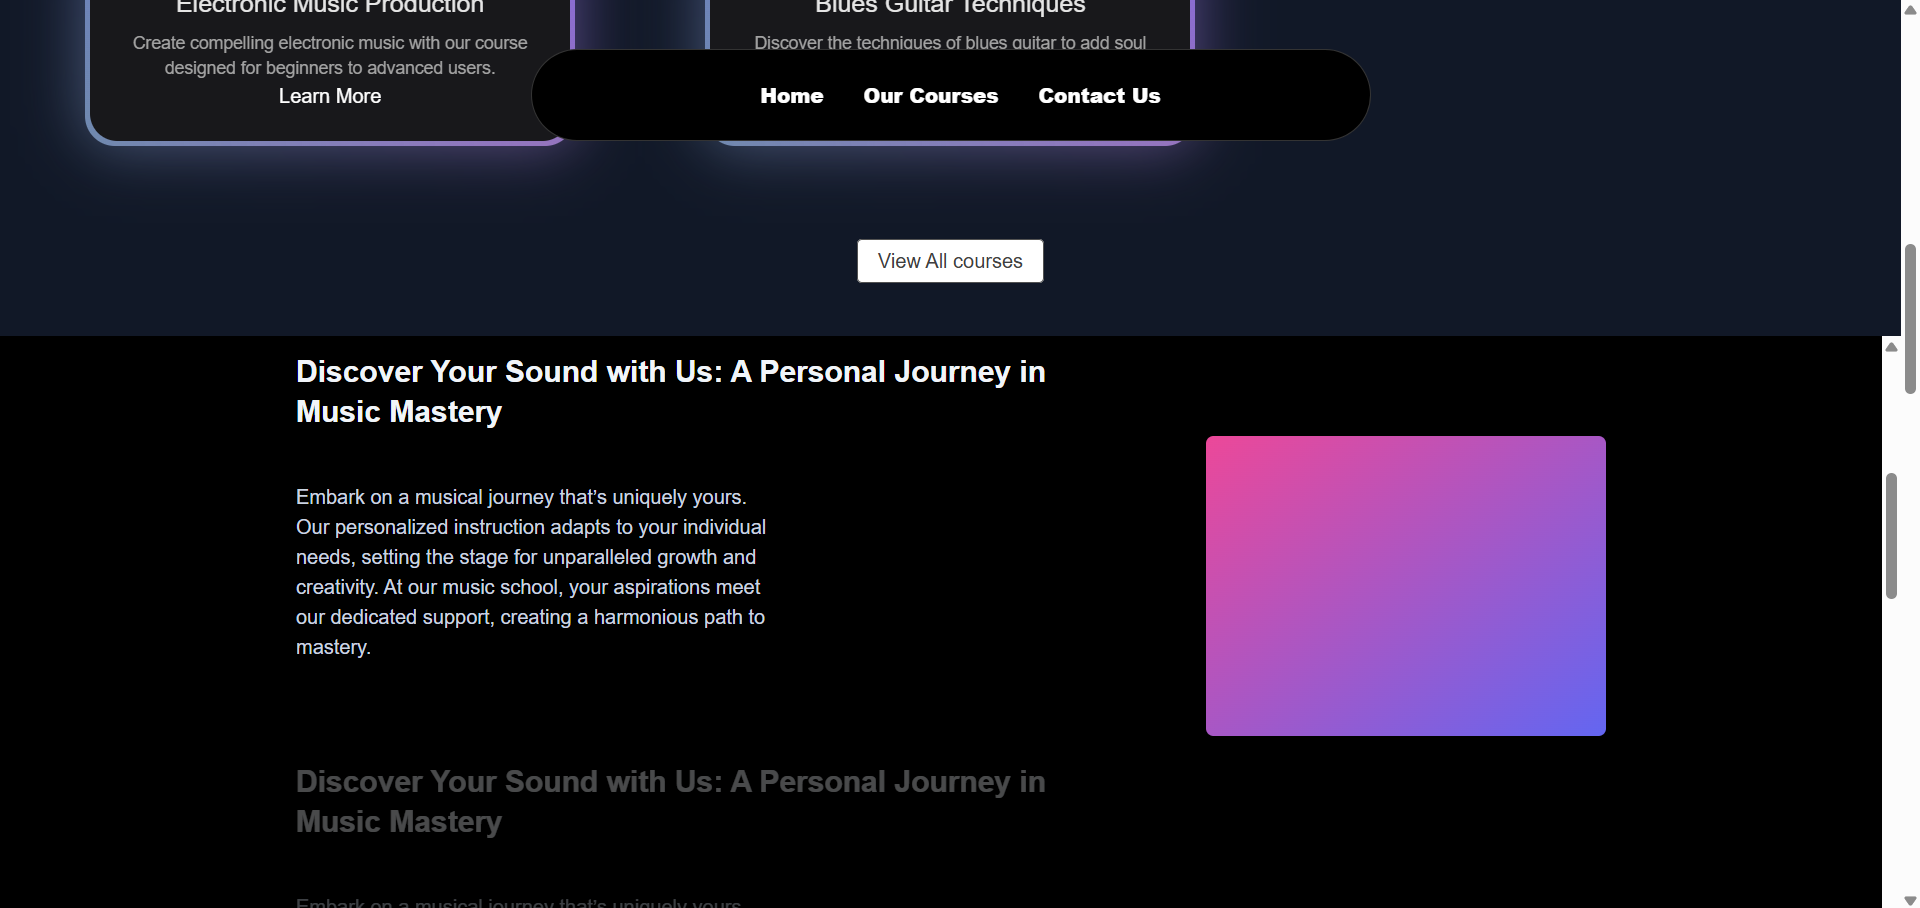 Electronic Music Production
Create compelling electronic music with our course
designed for beginners to advanced users.
Learn More
Blues Guitar Techniques
Discover the techniques of blues guitar to add soul
Home
Our Courses
Contact Us
View All courses
Discover Your Sound with Us: A Personal Journey in
Music Mastery
Embark on a musical journey that’s uniquely yours.
Our personalized instruction adapts to your individual
needs, setting the stage for unparalleled growth and
creativity. At our music school, your aspirations meet
our dedicated support, creating a harmonious path to
mastery.
Discover Your Sound with Us: A Personal Journey in
Music Mastery
Embark on a musical journey that’s uniquely yours.